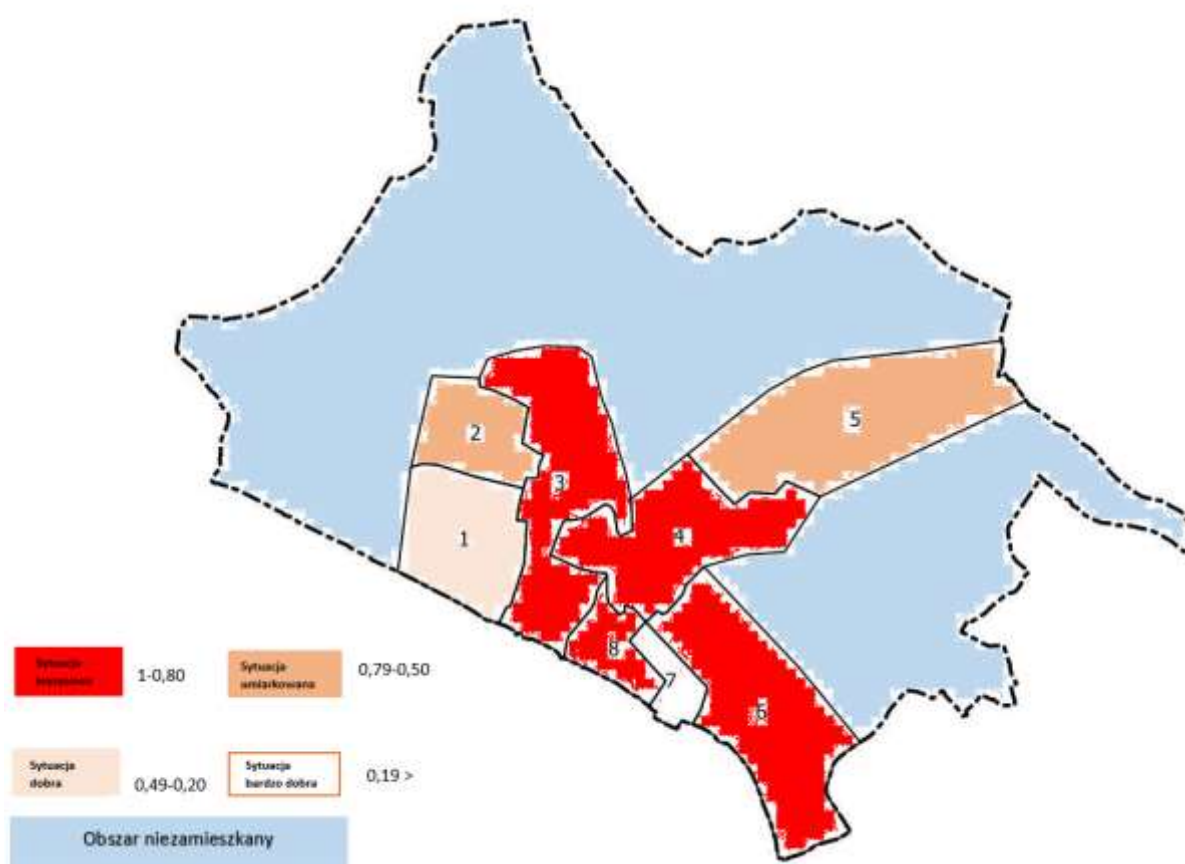 5
2
3
1
4
8
7
6
Sytuacja
1-0,80
Sytuacja
umiarkowana
0,79-0,50
Sytuacja
dobra
0,49-0,20
Sytuacja
bardzo dobra
0,19 >
Obszar niezamieszkany